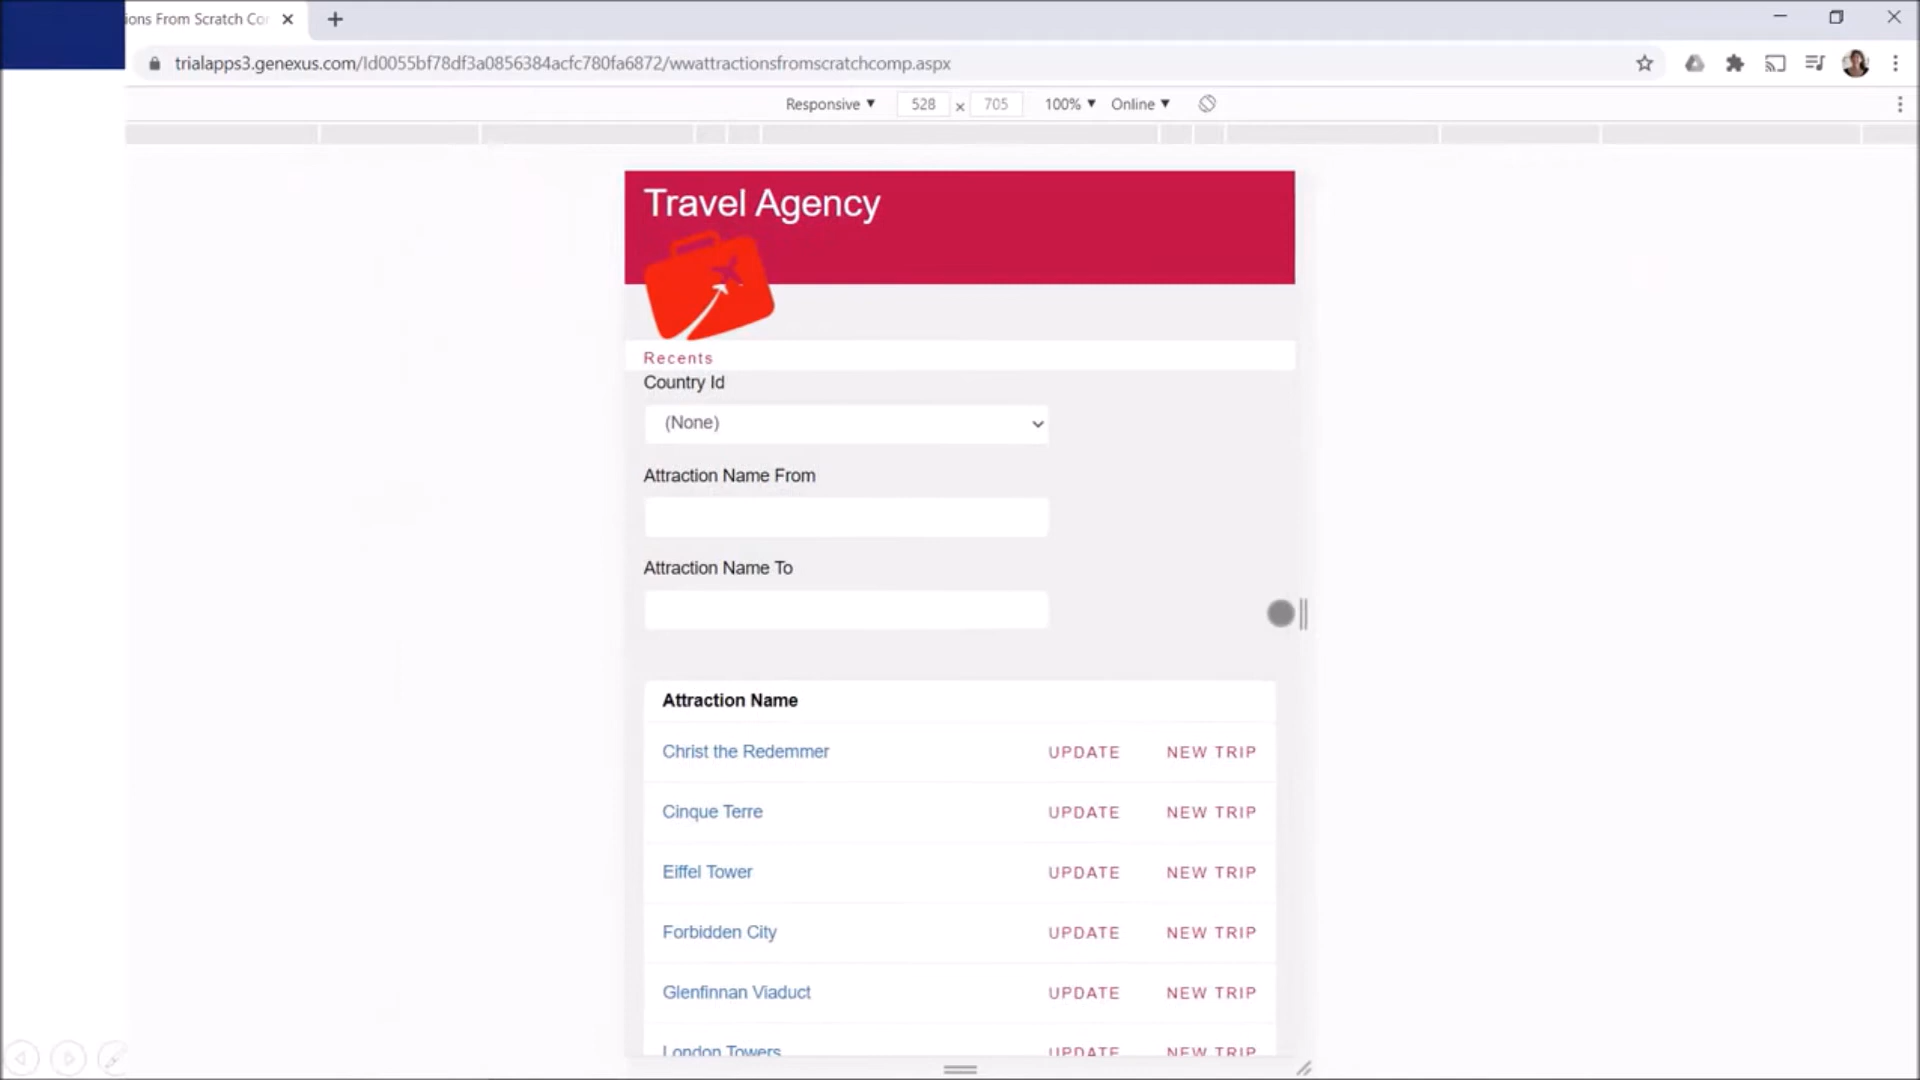 ions From Scratch Co
trialapps3.genexus.com/Id0055bf78df3a0856384acfc780fa6872/wwattractionsfromscratchcomp.aspx
Responsive 528 x 705 100% Online
Travel Agency
Recents
Country Id
(None)
Attraction Name From
Attraction Name To
Attraction Name
Christ the Redemmer UPDATE NEW TRIP
Cinque Terre UPDATE NEW TRIP
Eiffel Tower UPDATE NEW TRIP
Forbidden City UPDATE NEW TRIP
Glenfinnan Viaduct UPDATE NEW TRIP
London Towers UPDATE NEW TRIP